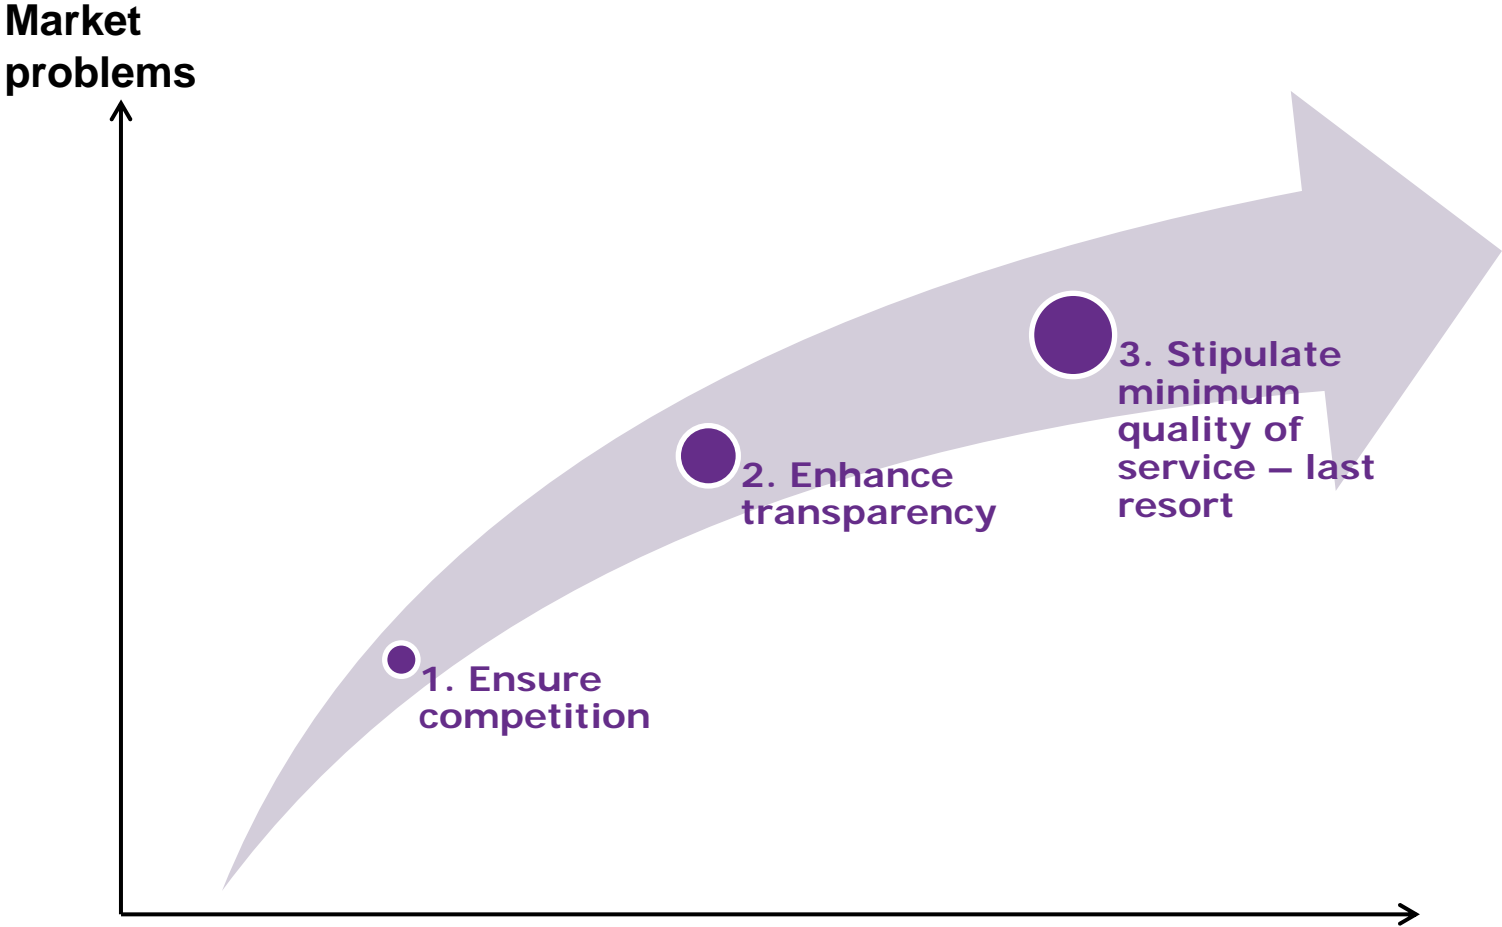 Market
problems
3. Stipulate
minimum
quality of
service – last
resort
2. Enhance
transparency
1. Ensure
competition